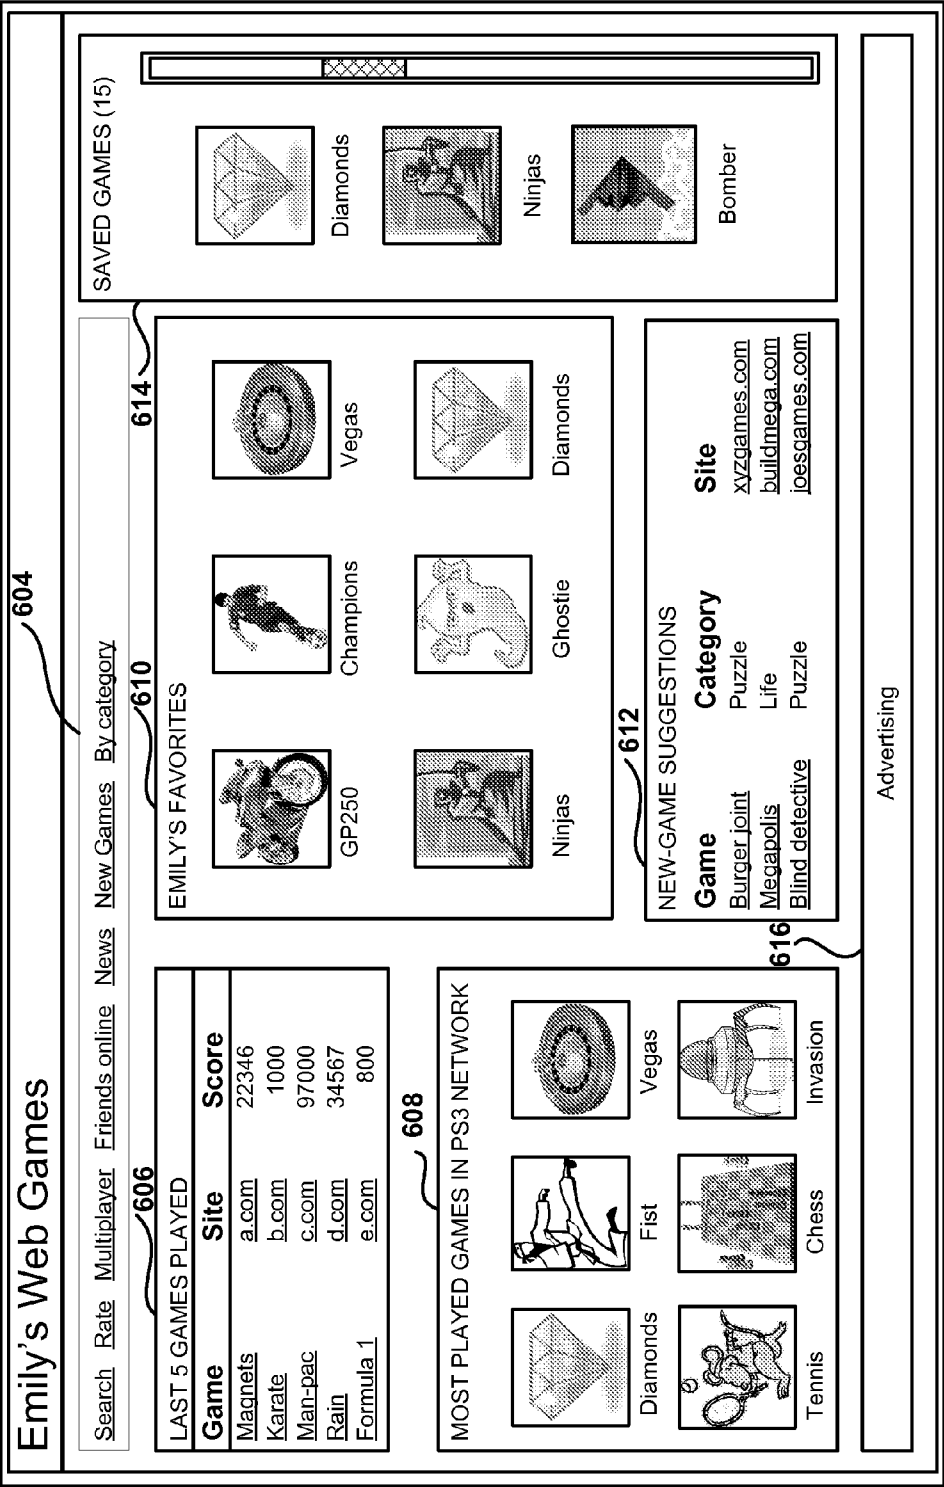 Emily's Web Games
604
Search Rate Multiplayer Friends online News New Games By category
606
LAST 5 GAMES PLAYED
Game Site Score
Magnets a.com 22346
Karate b.com 1000
Man-pac c.com 97000
Rain d.com 34567
Formula 1 e.com 800
608
MOST PLAYED GAMES IN PS3 NETWORK
Diamonds Fist Vegas
Tennis Chess Invasion
610
EMILY'S FAVORITES
GP250 Champions Vegas
Ninjas Ghostie Diamonds
612
NEW-GAME SUGGESTIONS
Game Category Site
Burger joint Puzzle xyzgames.com
Megapolis Life buildmega.com
Blind detective Puzzle joesgames.com
614
SAVED GAMES (15)
Diamonds
Ninjas
Bomber
616
Advertising